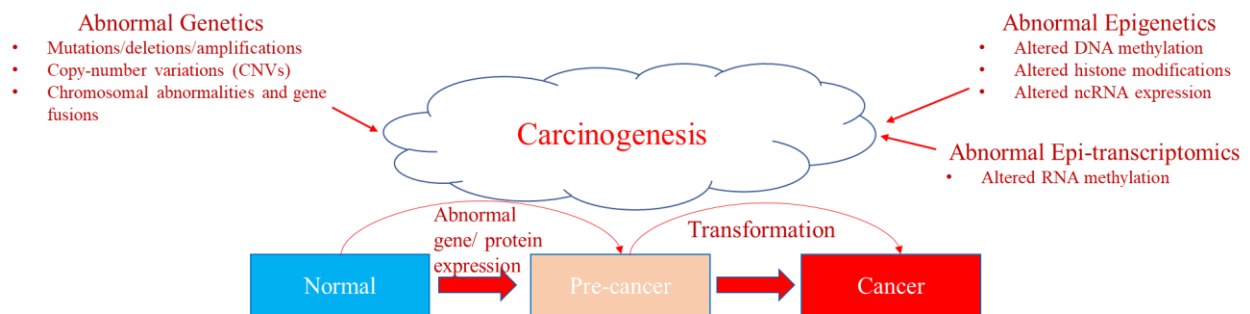 Abnormal Genetics
• Mutations/deletions/amplifications
• Copy-number variations (CNVs)
• Chromosomal abnormalities and gene
fusions
Carcinogenesis
Abnormal Epigenetics
• Altered DNA methylation
• Altered histone modifications
• Altered ncRNA expression
Abnormal Epi-transcriptomics
• Altered RNA methylation
Abnormal
gene/ protein
expression
Transformation
Normal
Pre-cancer
Cancer